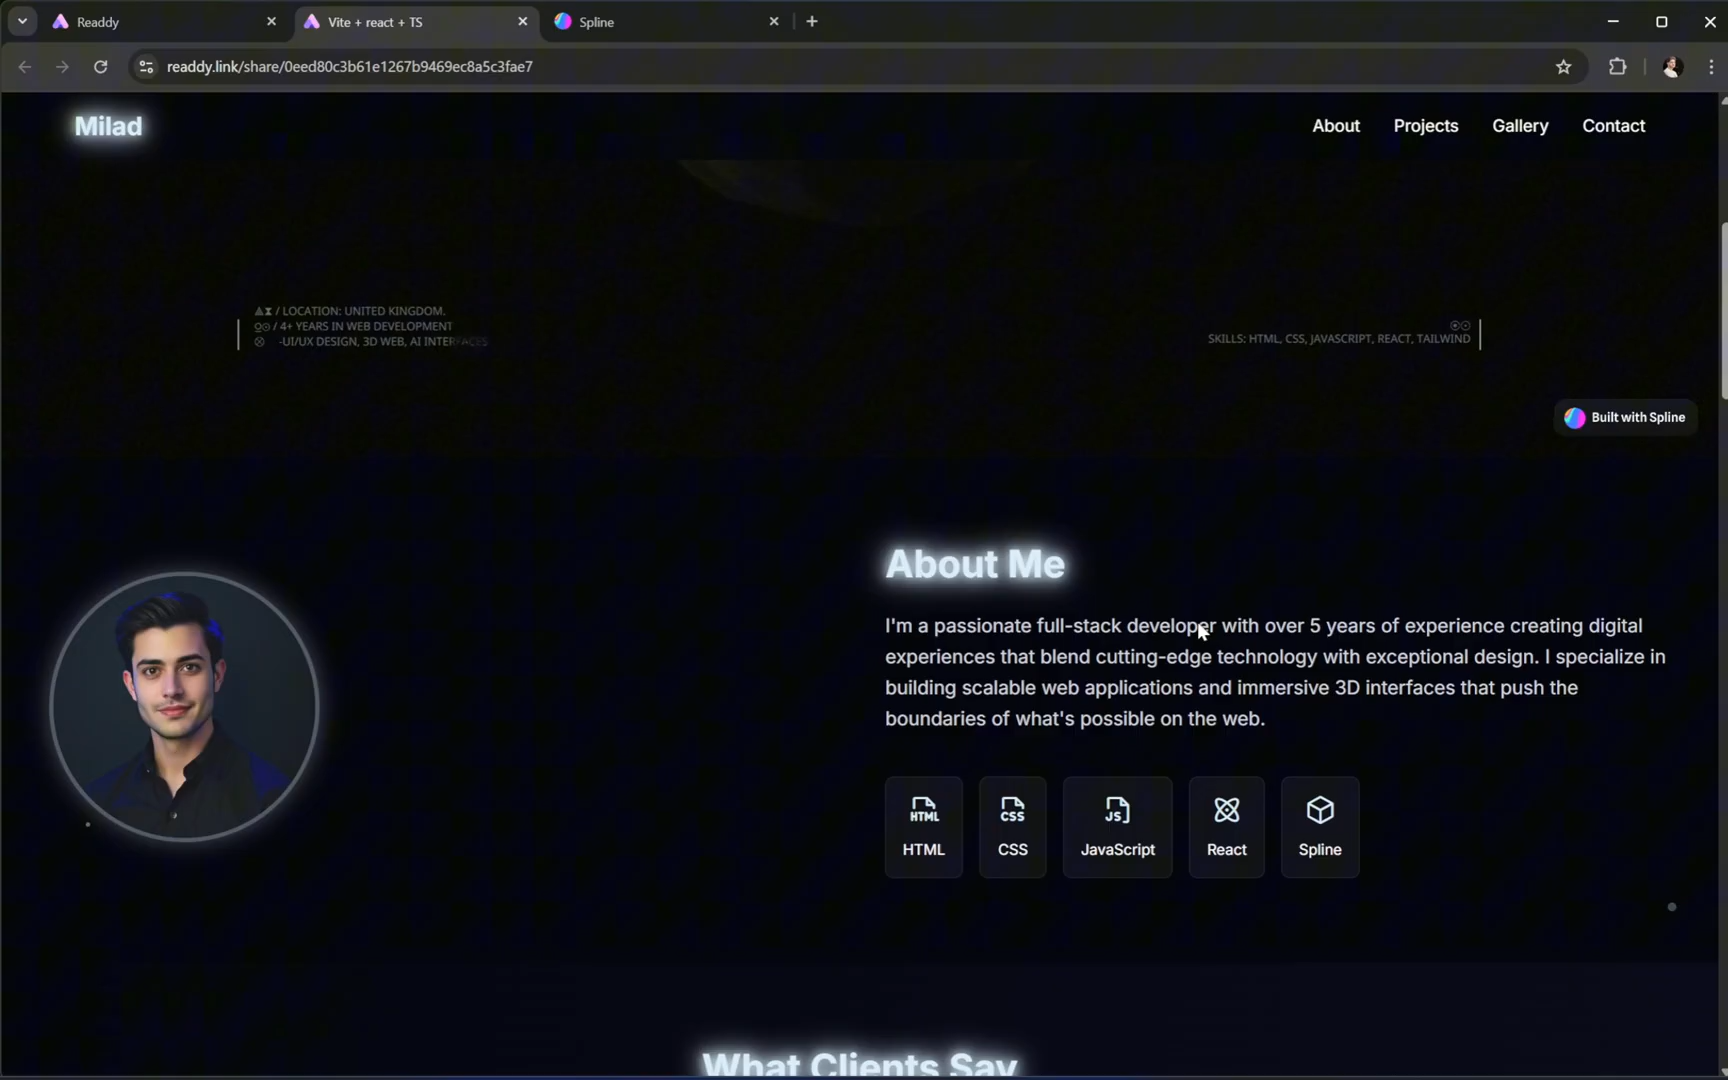 Readdy
Vite + react + TS
Spline
readdy.link/share/0eed80c3b61e1267b9469ec8a5c3fae7
Milad
About
Projects
Gallery
Contact
/ LOCATION: UNITED KINGDOM.
/ 4+ YEARS IN WEB DEVELOPMENT
-UI/UX DESIGN, 3D WEB, AI INTERFACES
SKILLS: HTML, CSS, JAVASCRIPT, REACT, TAILWIND
Built with Spline
About Me
I'm a passionate full-stack developer with over 5 years of experience creating digital
experiences that blend cutting-edge technology with exceptional design. I specialize in
building scalable web applications and immersive 3D interfaces that push the
boundaries of what's possible on the web.
HTML
CSS
JS
HTML
CSS
JavaScript
React
Spline
What Clients Say